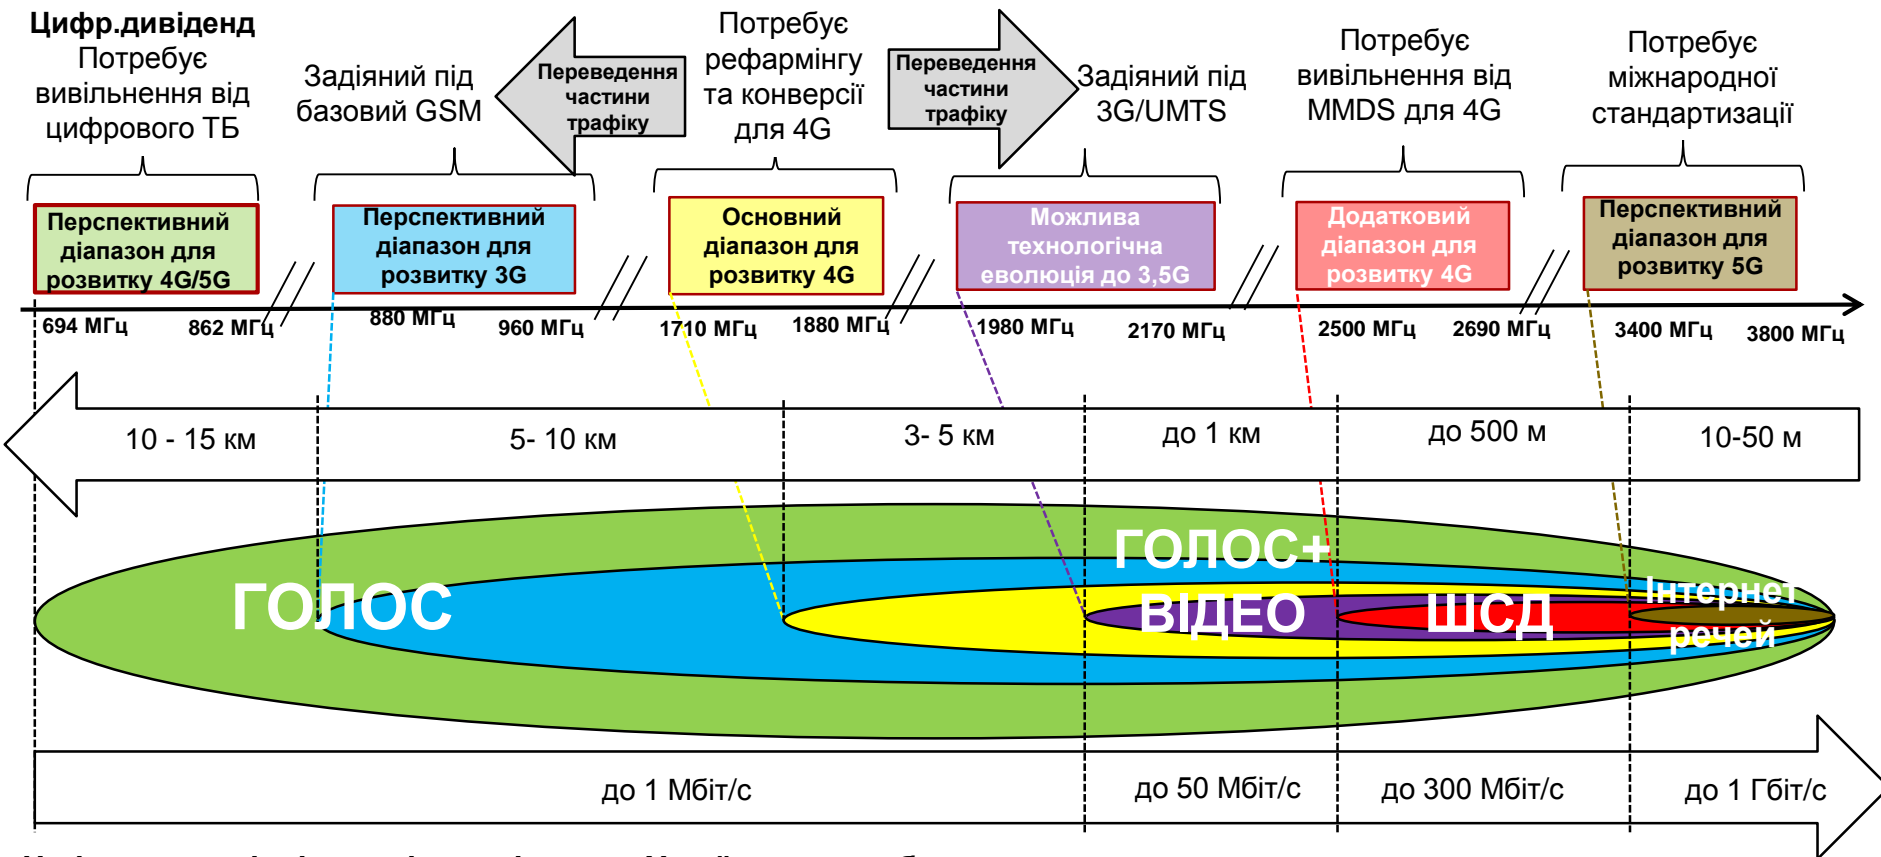 Цифр.дивіденд
Потребує
вивільнення від
цифрового ТБ
Задіяний під
базовий GSM
Переведення
частини
трафіку
Потребує
рефармінгу
та конверсії
для 4G
Переведення
частини
трафіку
Задіяний під
3G/UMTS
Потребує
вивільнення від
MMDS для 4G
Потребує
міжнародної
стандартизації
Перспективний
діапазон для
розвитку 4G/5G
Перспективний
діапазон для
розвитку 3G
Основний
діапазон для
розвитку 4G
Можлива
технологічна
еволюція до 3,5G
Додатковий
діапазон для
розвитку 4G
Перспективний
діапазон для
розвитку 5G
694 МГц
862 МГц
880 МГц
960 МГц
1710 МГц
1880 МГц
1980 МГц
2170 МГц
2500 МГц
2690 МГц
3400 МГц
3800 МГц
10 - 15 км
5- 10 км
3- 5 км
до 1 км
до 500 м
10-50 м
ГОЛОС
ГОЛОС+
ВІДЕО
ШСД
Інтернет
речей
до 1 Мбіт/с
до 50 Мбіт/с
до 300 Мбіт/с
до 1 Гбіт/с